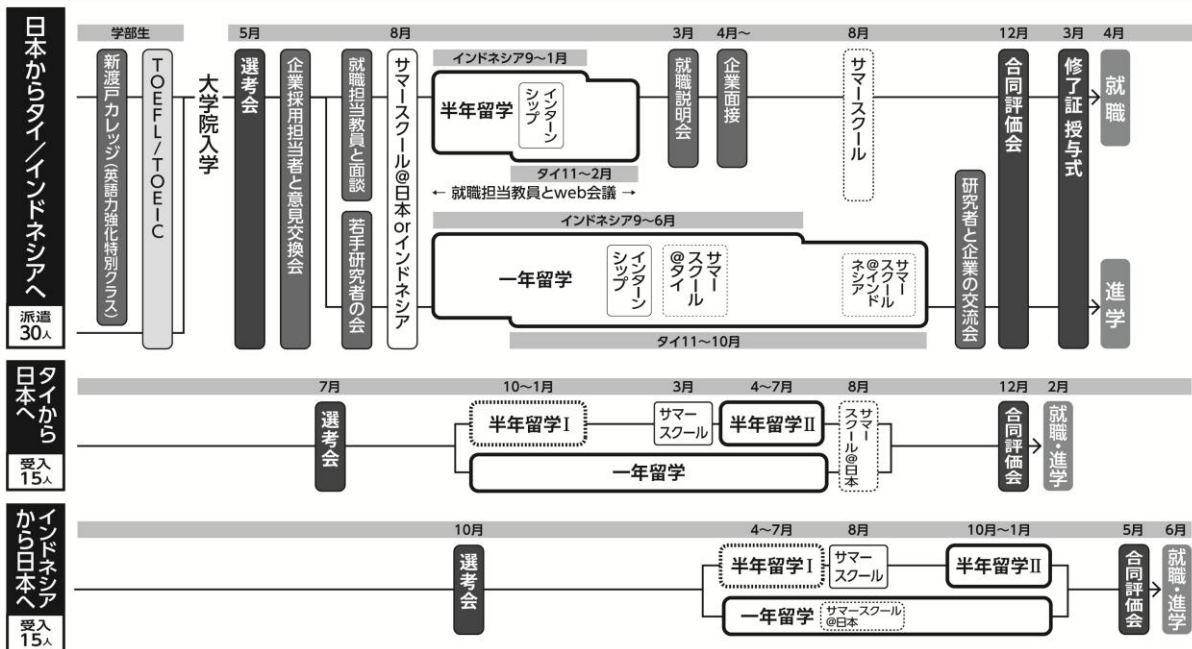 日本からタイ／インドネシアへ
派遣
30人
学部生
5月
8月
3月
4月～
8月
12月
3月
4月
新渡戸カレッジ（英語力強化特別クラス）
TOEFL/TOEIC
大学院入学
選考会
企業採用担当者と意見交換会
就職担当教員と面談
若手研究者の会
サマースクール@日本orインドネシア
インドネシア9～1月
半年留学
インターン
シップ
タイ11～2月
← 就職担当教員とweb会議 →
インドネシア9～6月
一年留学
インターン
シップ
サマー
スクール
@タイ
サマー
スクール
@インド
ネシア
タイ11～10月
就職説明会
企業面接
サマースクール
研究者と企業の交流会
合同評価会
修了証 授与式
就職
進学
タイから
日本へ
受入
15人
7月
10～1月
3月
4～7月
8月
12月
2月
選考会
半年留学I
サマー
スクール
半年留学II
サマー
スクール@日本
一年留学
合同評価会
就職・進学
インドネシア
から日本へ
受入
15人
10月
4～7月
8月
10月～1月
5月
6月
選考会
半年留学I
サマー
スクール
半年留学II
一年留学
サマースクール
@日本
合同評価会
就職・進学